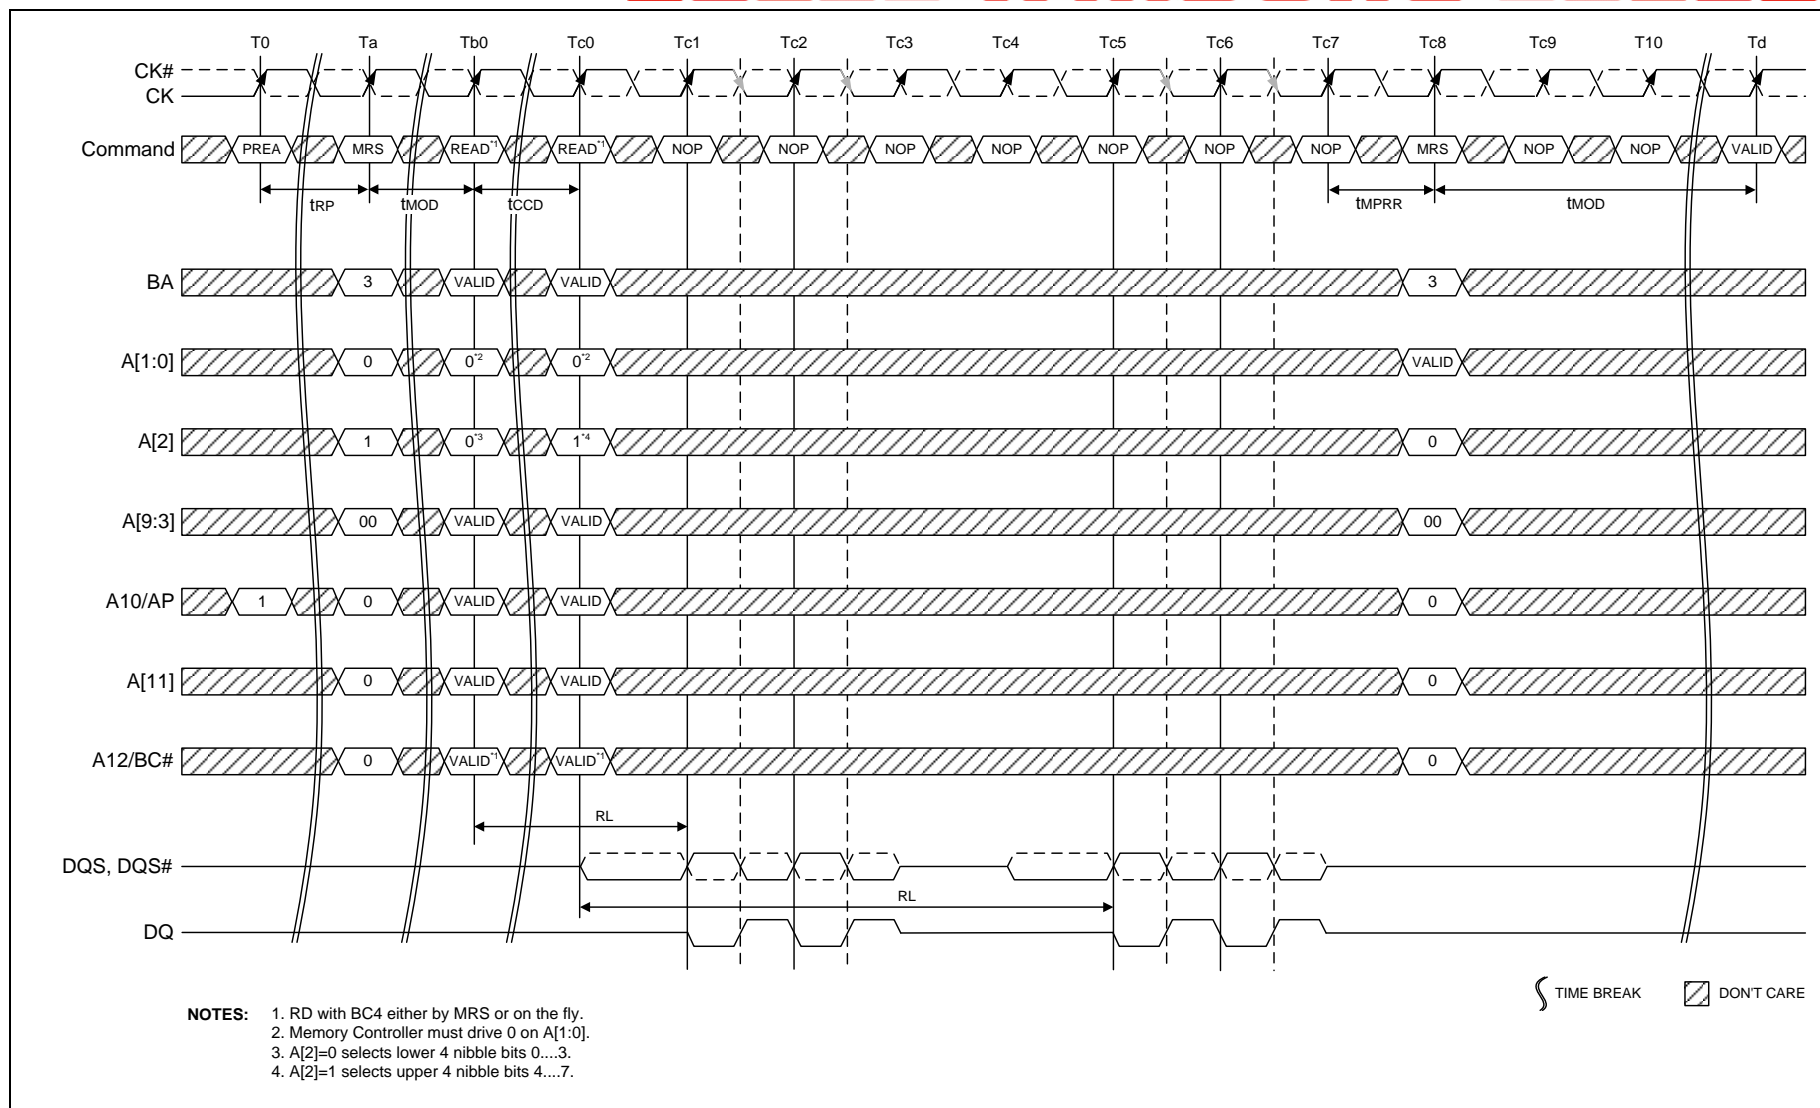 T0 Ta Tb0 Tc0 Tc1 Tc2 Tc3 Tc4 Tc5 Tc6 Tc7 Tc8 Tc9 T10 Td
CK#
CK
Command PREA MRS READ*1 READ*1 NOP NOP NOP NOP NOP NOP NOP MRS NOP NOP VALID
tRP tMOD tCCD tMPRR tMOD
BA 3 VALID VALID 3
A[1:0] 0 0*2 0*2 VALID
A[2] 1 0*3 1*4 0
A[9:3] 00 VALID VALID 00
A10/AP 1 0 VALID VALID 0
A[11] 0 VALID VALID 0
A12/BC# 0 VALID*1 VALID*1 0
RL
DQS, DQS#
RL
DQ
TIME BREAK DON'T CARE
NOTES: 1. RD with BC4 either by MRS or on the fly.
2. Memory Controller must drive 0 on A[1:0].
3. A[2]=0 selects lower 4 nibble bits 0....3.
4. A[2]=1 selects upper 4 nibble bits 4....7.